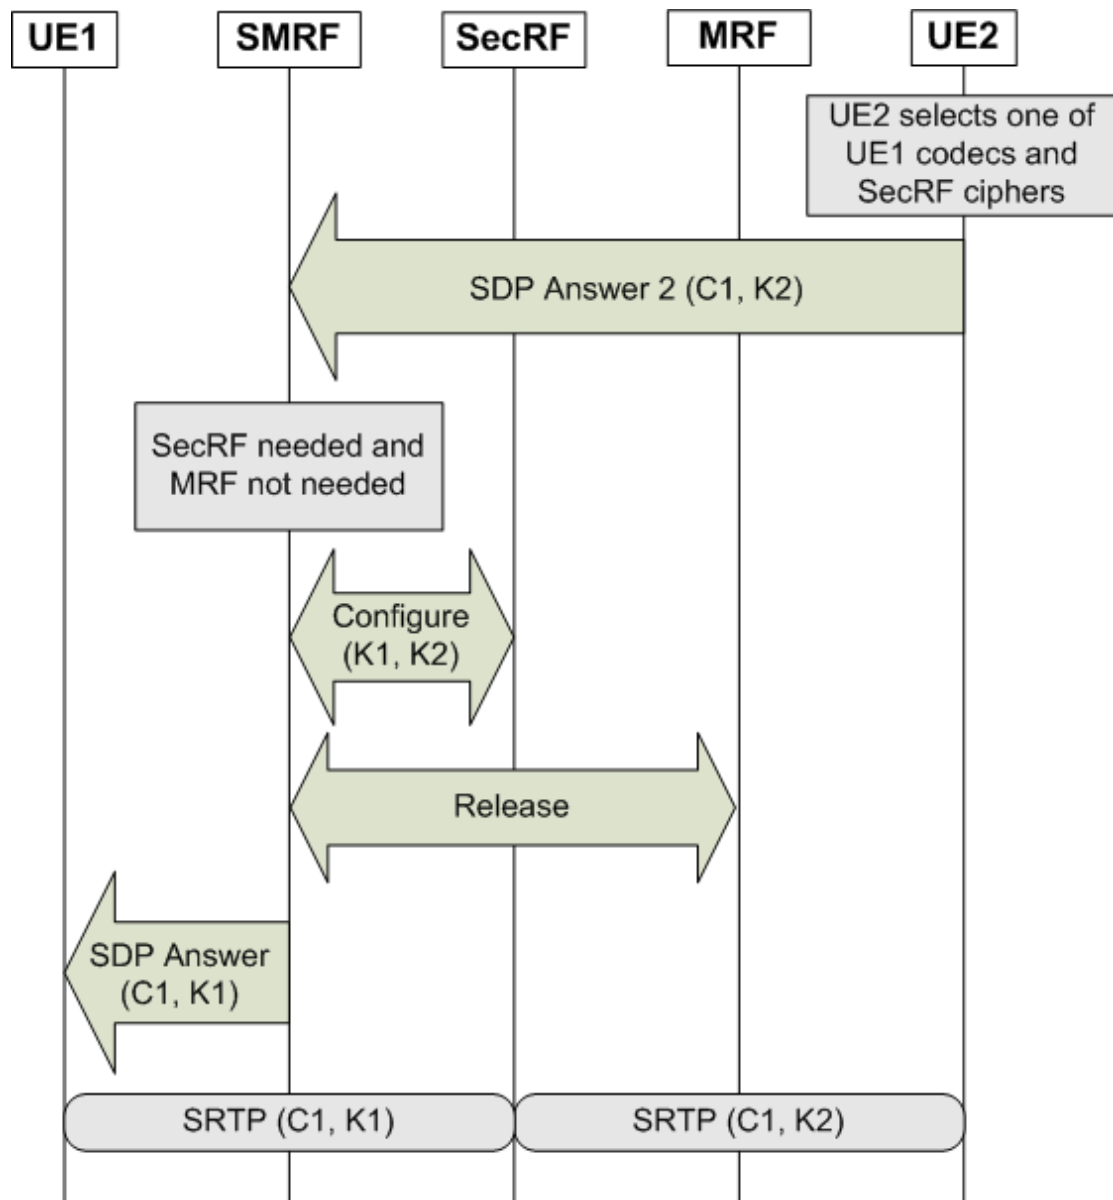 UE1
SMRF
SecRF
MRF
UE2
UE2 selects one of
UE1 codecs and
SecRF ciphers
SDP Answer 2 (C1, K2)
SecRF needed and
MRF not needed
Configure
(K1, K2)
Release
SDP Answer
(C1, K1)
SRTP (C1, K1)
SRTP (C1, K2)